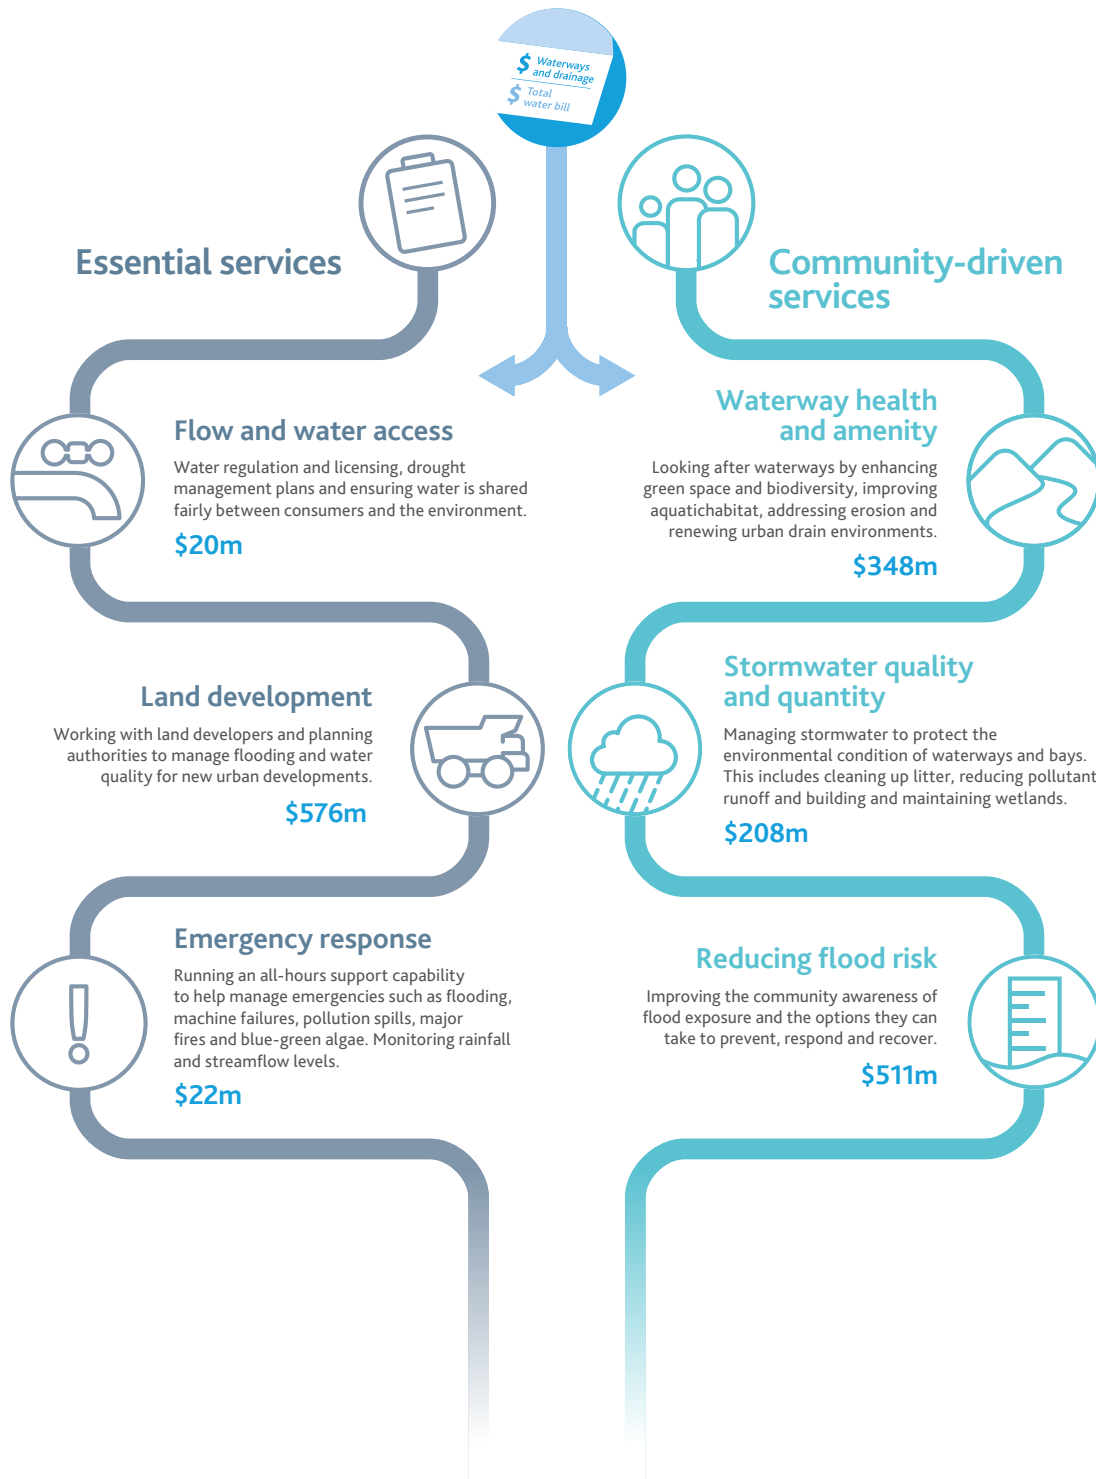 $ Waterways
and drainage
$ Total
water bill
Essential services
Community-driven
services
Flow and water access
Water regulation and licensing, drought
management plans and ensuring water is shared
fairly between consumers and the environment.
$20m
Waterway health
and amenity
Looking after waterways by enhancing
green space and biodiversity, improving
aquatichabitat, addressing erosion and
renewing urban drain environments.
$348m
Land development
Working with land developers and planning
authorities to manage flooding and water
quality for new urban developments.
$576m
Stormwater quality
and quantity
Managing stormwater to protect the
environmental condition of waterways and bays.
This includes cleaning up litter, reducing pollutant
runoff and building and maintaining wetlands.
$208m
Emergency response
Running an all-hours support capability
to help manage emergencies such as flooding,
machine failures, pollution spills, major
fires and blue-green algae. Monitoring rainfall
and streamflow levels.
$22m
Reducing flood risk
Improving the community awareness of
flood exposure and the options they can
take to prevent, respond and recover.
$511m